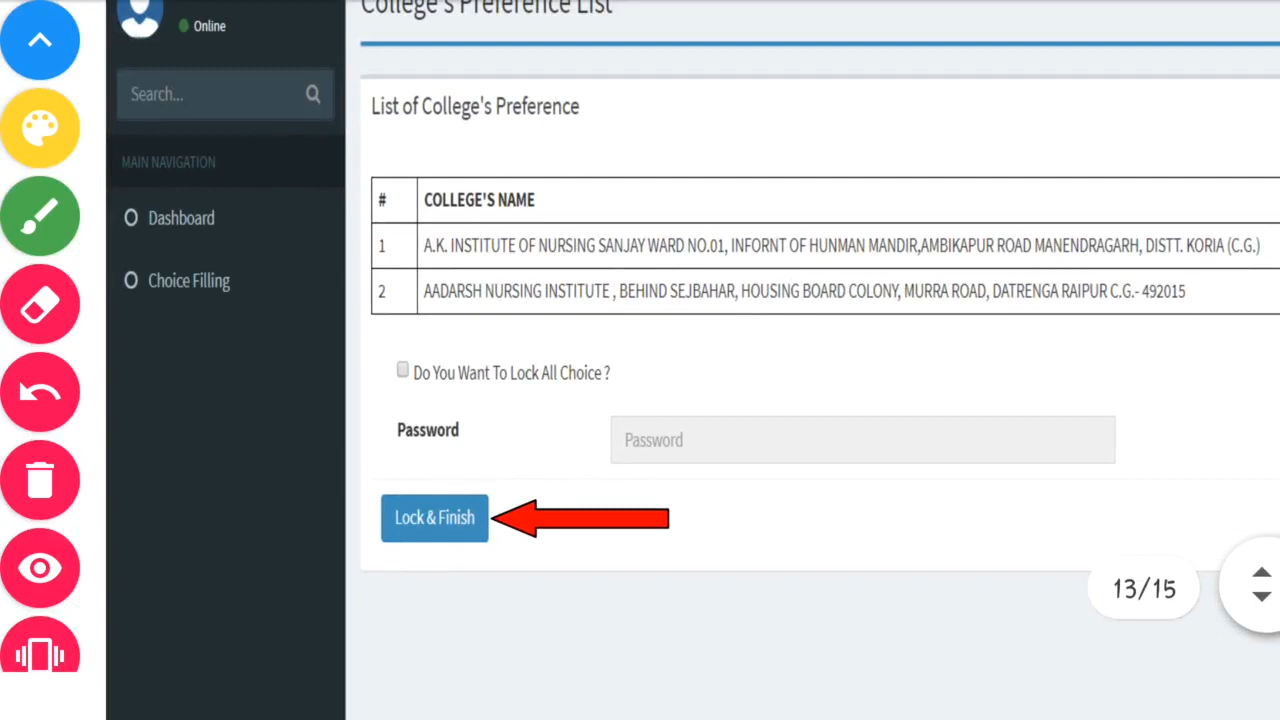 College's Preference List
Online
Search...
MAIN NAVIGATION
Dashboard
Choice Filling
List of College's Preference
# COLLEGE'S NAME
1 A.K. INSTITUTE OF NURSING SANJAY WARD NO.01, INFORNT OF HUNMAN MANDIR,AMBIKAPUR ROAD MANENDRAGARH, DISTT. KORIA (C.G.)
2 AADARSH NURSING INSTITUTE , BEHIND SEJBAHAR, HOUSING BOARD COLONY, MURRA ROAD, DATRENGA RAIPUR C.G.- 492015
Do You Want To Lock All Choice ?
Password
Password
Lock & Finish
13/15